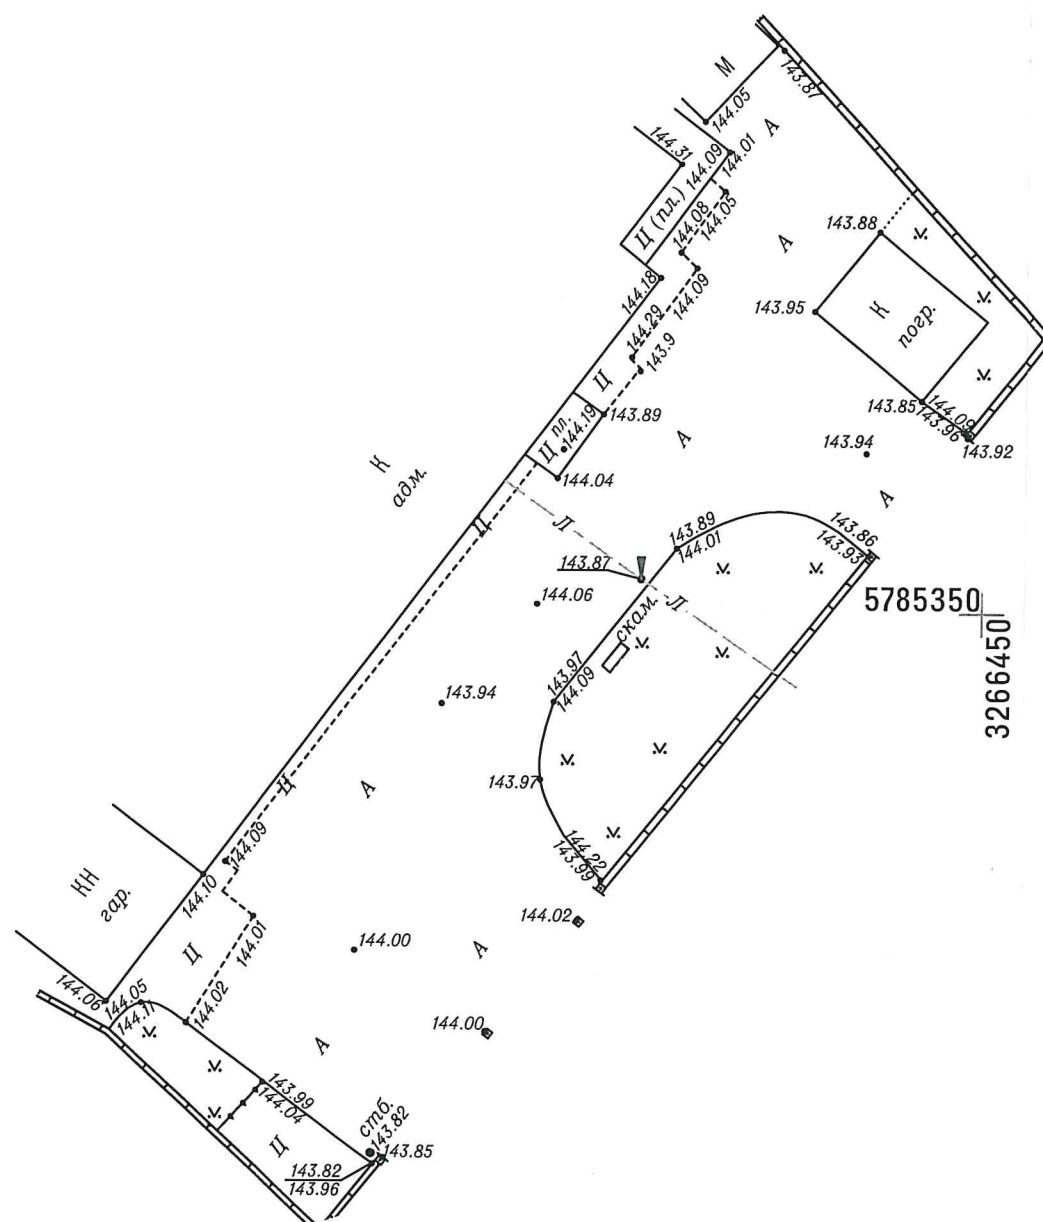 143.87
М
144.05
А
144.31
144.09
144.01
Ц (пл.)
144.08
144.05
143.88
А
144.18
144.09
143.95
К
погр.
144.29
143.9
Ц
143.89
144.19
пл.
Ц
143.85
144.09
143.96
143.92
А
143.94
К
адм.
144.04
А
Ц
Л
143.89
144.01
143.86
143.93
143.87
144.06
скам.
Л
5785350
3266450
143.97
144.09
143.94
143.97
А
Ц
144.09
144.10
144.22
143.99
КН
гар.
144.01
144.02
144.00
А
Ц
144.06
144.05
144.11
144.02
144.00
А
143.99
144.04
стб.
143.82
143.85
Ц
143.82
143.96